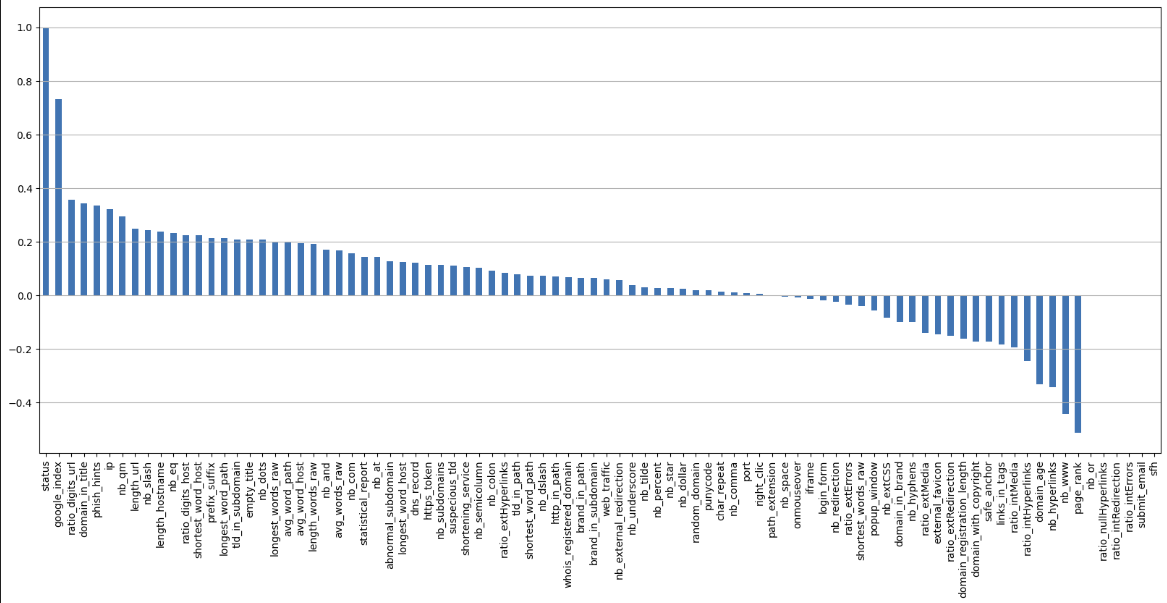 1.0
0.8
0.6
0.4
0.2
0.0
−0.2
−0.4
status
google_index
ratio_digits_url
domain_in_title
phish_hints
ip
nb_qm
length_url
nb_slash
length_hostname
nb_eq
ratio_digits_host
shortest_word_host
prefix_suffix
longest_word_path
tld_in_subdomain
empty_title
nb_dots
longest_words_raw
avg_word_path
avg_word_host
length_words_raw
nb_and
avg_words_raw
nb_com
statistical_report
nb_at
abnormal_subdomain
longest_word_host
dns_record
https_token
nb_subdomains
suspecious_tld
shortening_service
nb_semicolumn
nb_colon
ratio_extHyperlinks
tld_in_path
nb_dslash
shortest_word_path
http_in_path
whois_registered_domain
brand_in_path
brand_in_subdomain
web_traffic
nb_external_redirection
nb_underscore
nb_tilde
nb_percent
nb_star
nb_dollar
random_domain
punycode
char_repeat
nb_comma
port
right_clic
path_extension
nb_space
onmouseover
iframe
login_form
nb_redirection
ratio_extErrors
shortest_words_raw
popup_window
nb_extCSS
domain_in_brand
nb_hyphens
ratio_extMedia
external_favicon
ratio_extRedirection
domain_registration_length
domain_with_copyright
safe_anchor
links_in_tags
ratio_intMedia
ratio_intHyperlinks
domain_age
nb_hyperlinks
nb_www
page_rank
nb_or
ratio_nullHyperlinks
ratio_intRedirection
ratio_intErrors
submit_email
sfh